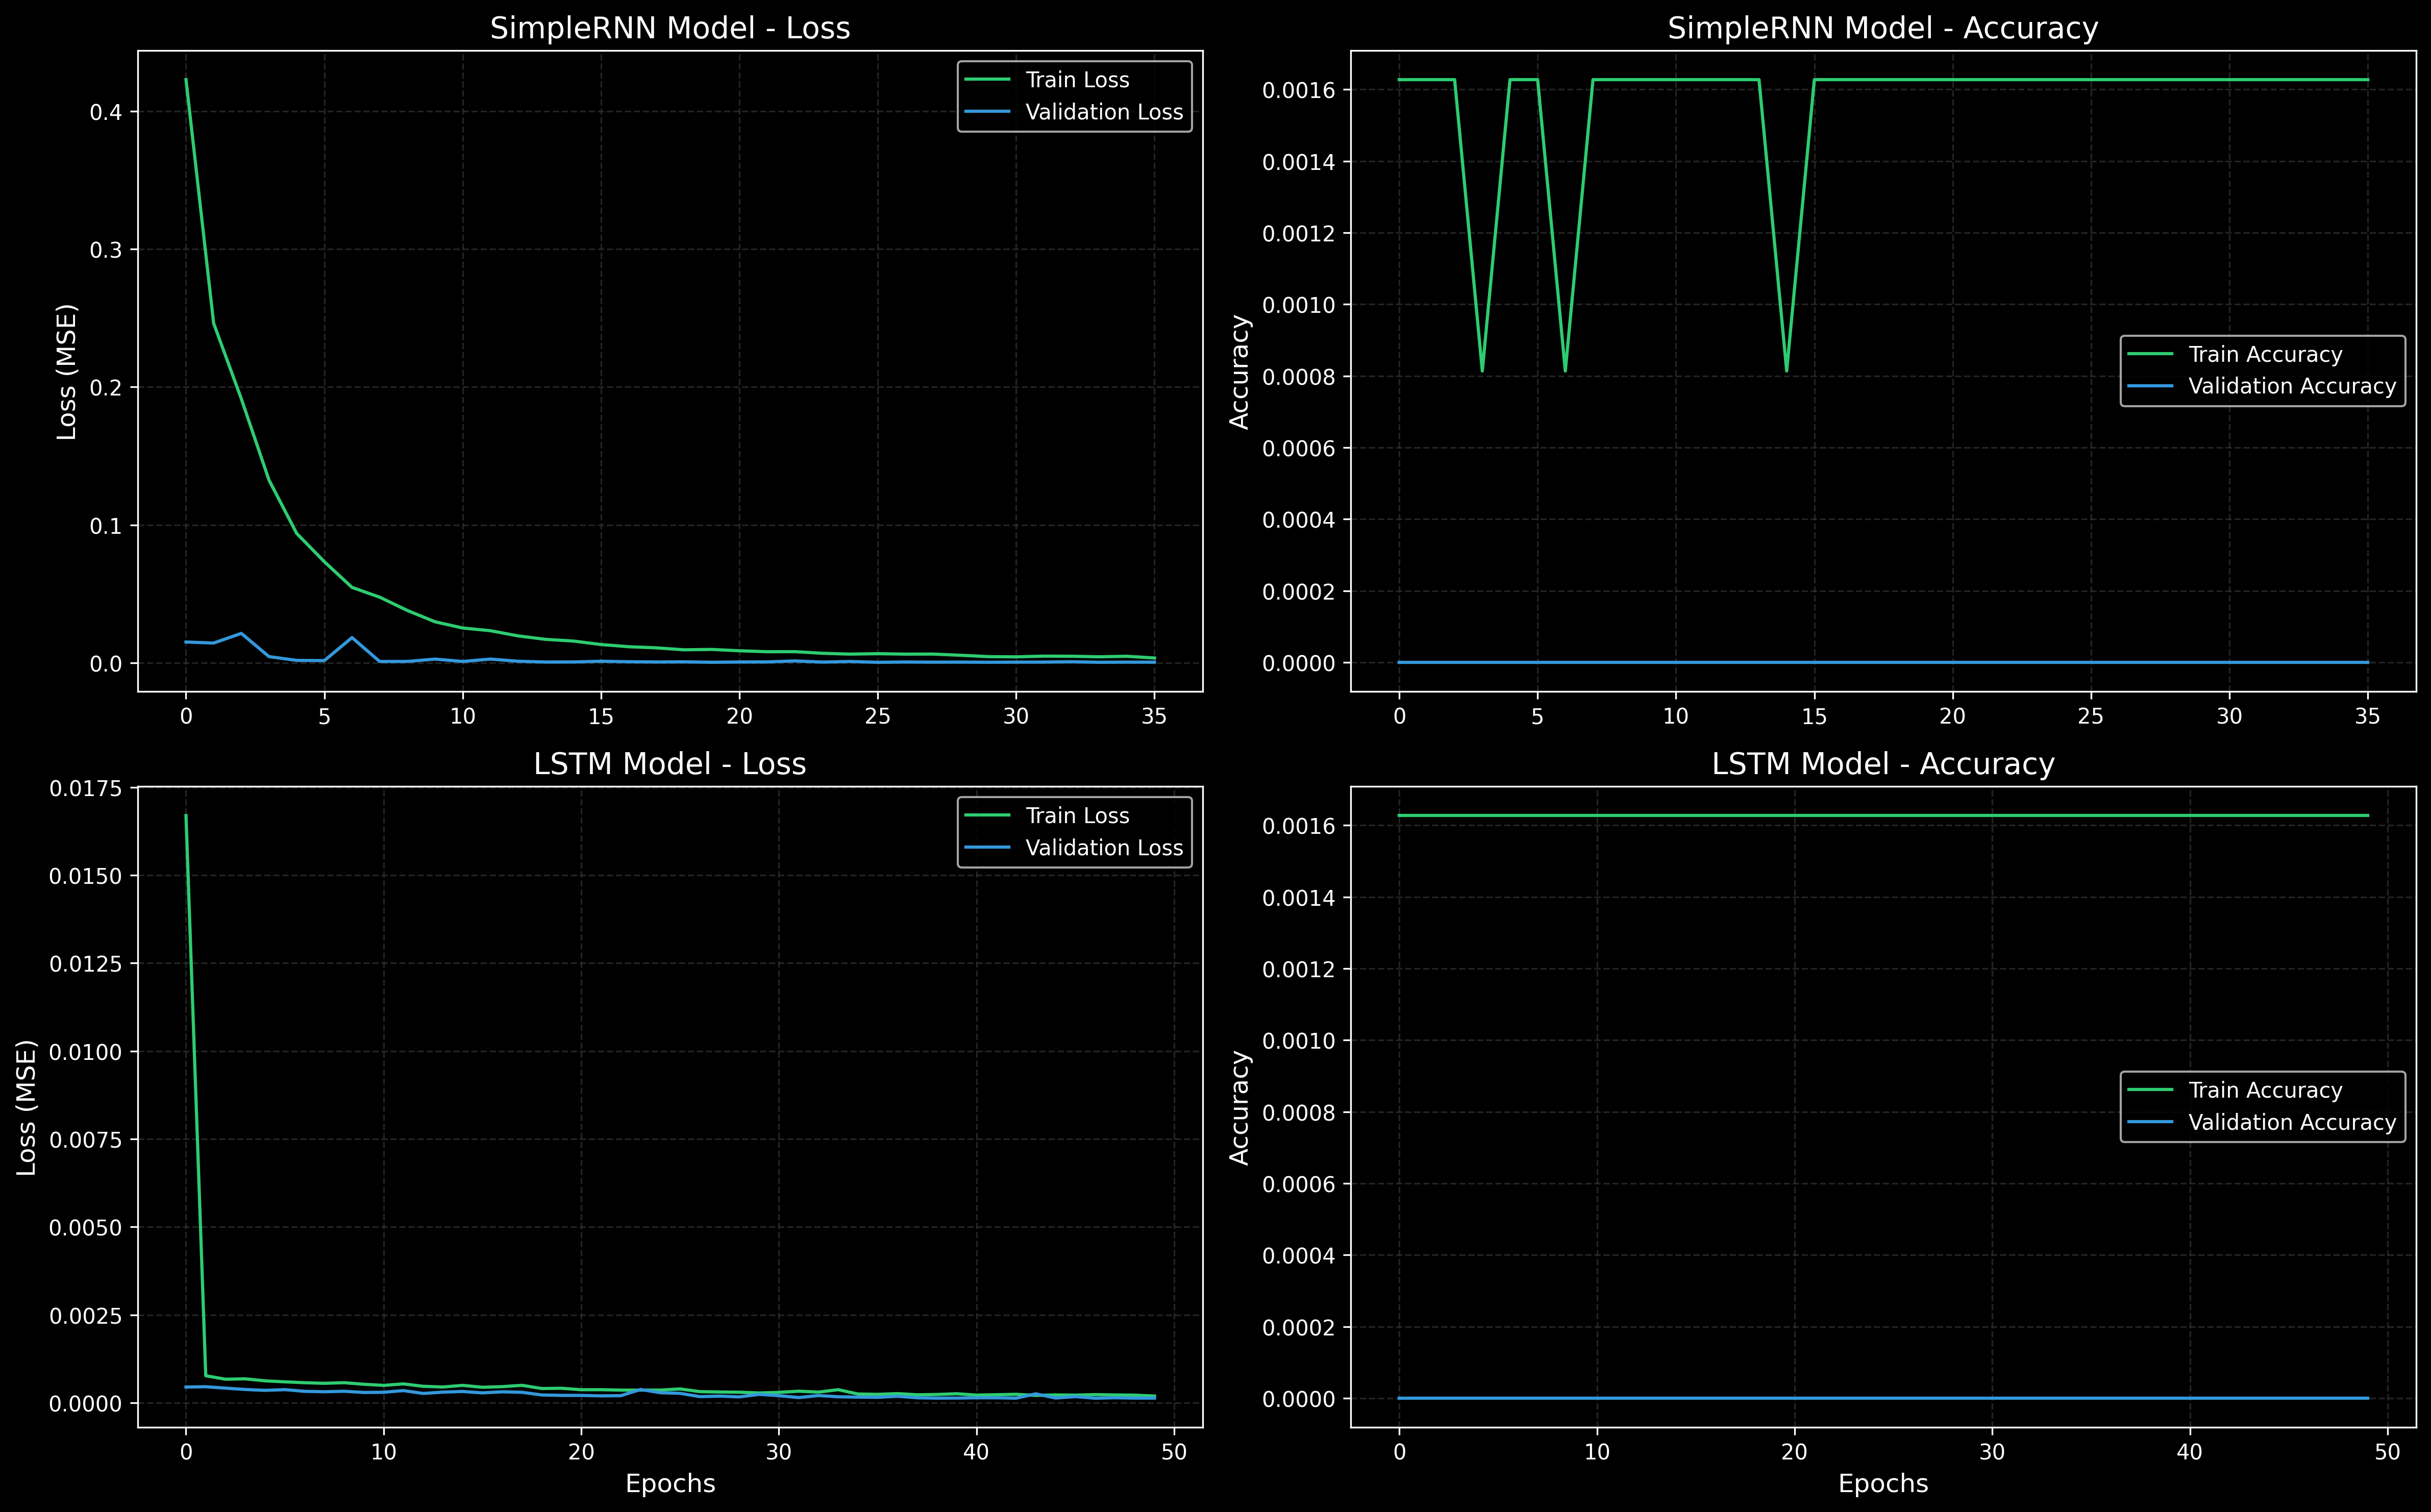 SimpleRNN Model - Loss
Loss (MSE)
0.4
0.3
0.2
0.1
0.0
0 5 10 15 20 25 30 35
Train Loss
Validation Loss
SimpleRNN Model - Accuracy
Accuracy
0.0016
0.0014
0.0012
0.0010
0.0008
0.0006
0.0004
0.0002
0.0000
0 5 10 15 20 25 30 35
Train Accuracy
Validation Accuracy
LSTM Model - Loss
Loss (MSE)
0.0175
0.0150
0.0125
0.0100
0.0075
0.0050
0.0025
0.0000
0 10 20 30 40 50
Epochs
Train Loss
Validation Loss
LSTM Model - Accuracy
Accuracy
0.0016
0.0014
0.0012
0.0010
0.0008
0.0006
0.0004
0.0002
0.0000
0 10 20 30 40 50
Epochs
Train Accuracy
Validation Accuracy